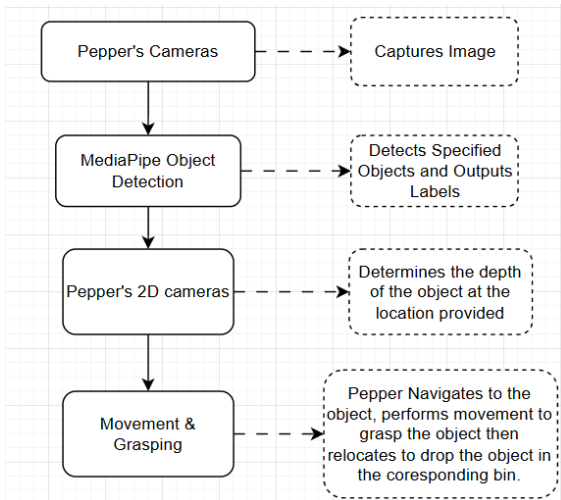 Pepper's Cameras
Captures Image
MediaPipe Object
Detection
Detects Specified
Objects and Outputs
Labels
Pepper's 2D cameras
Determines the depth
of the object at the
location provided
Movement &
Grasping
Pepper Navigates to the
object, performs movement to
grasp the object then
relocates to drop the object in
the coresponding bin.